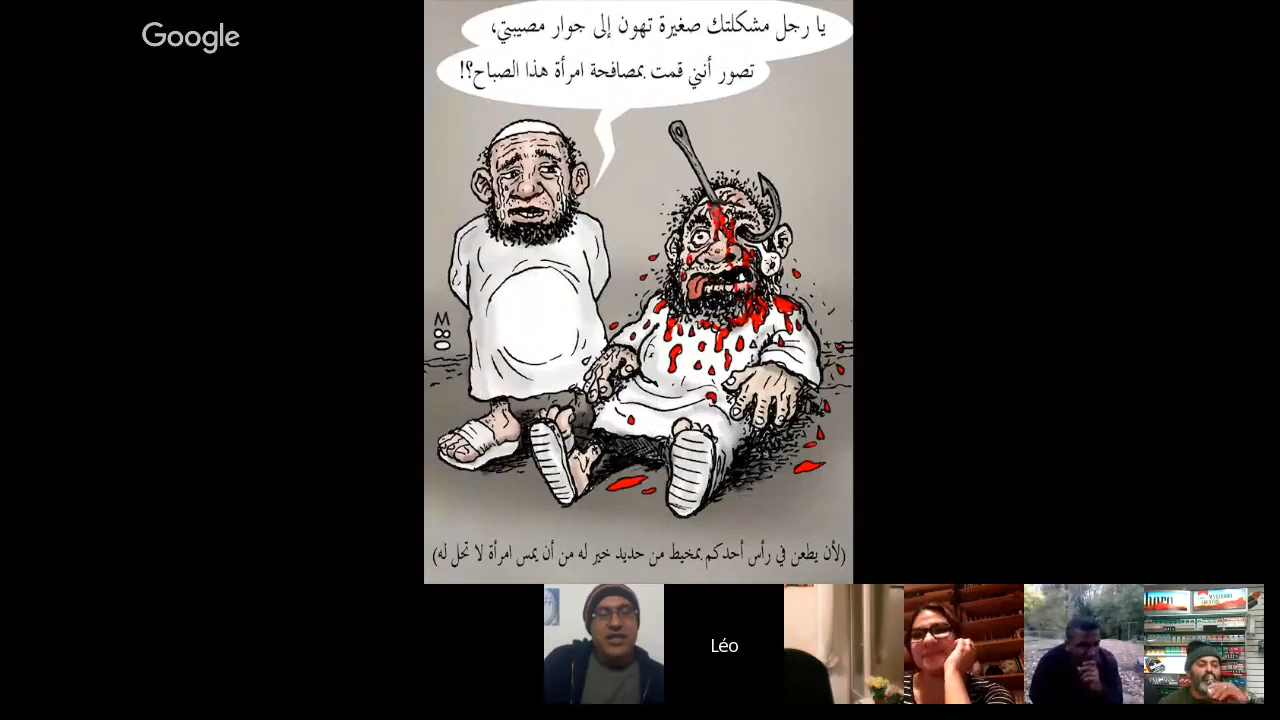 Google
يا رجل مشكلتك صغيرة تهون إلى جوار مصيبتي،
تصور أنني قمت بمصافحة امرأة هذا الصباح؟!
M
(لأن يطعن في رأس أحدكم بمخيط من حديد خير له من أن يمس امرأة لا تحل له)
Léo